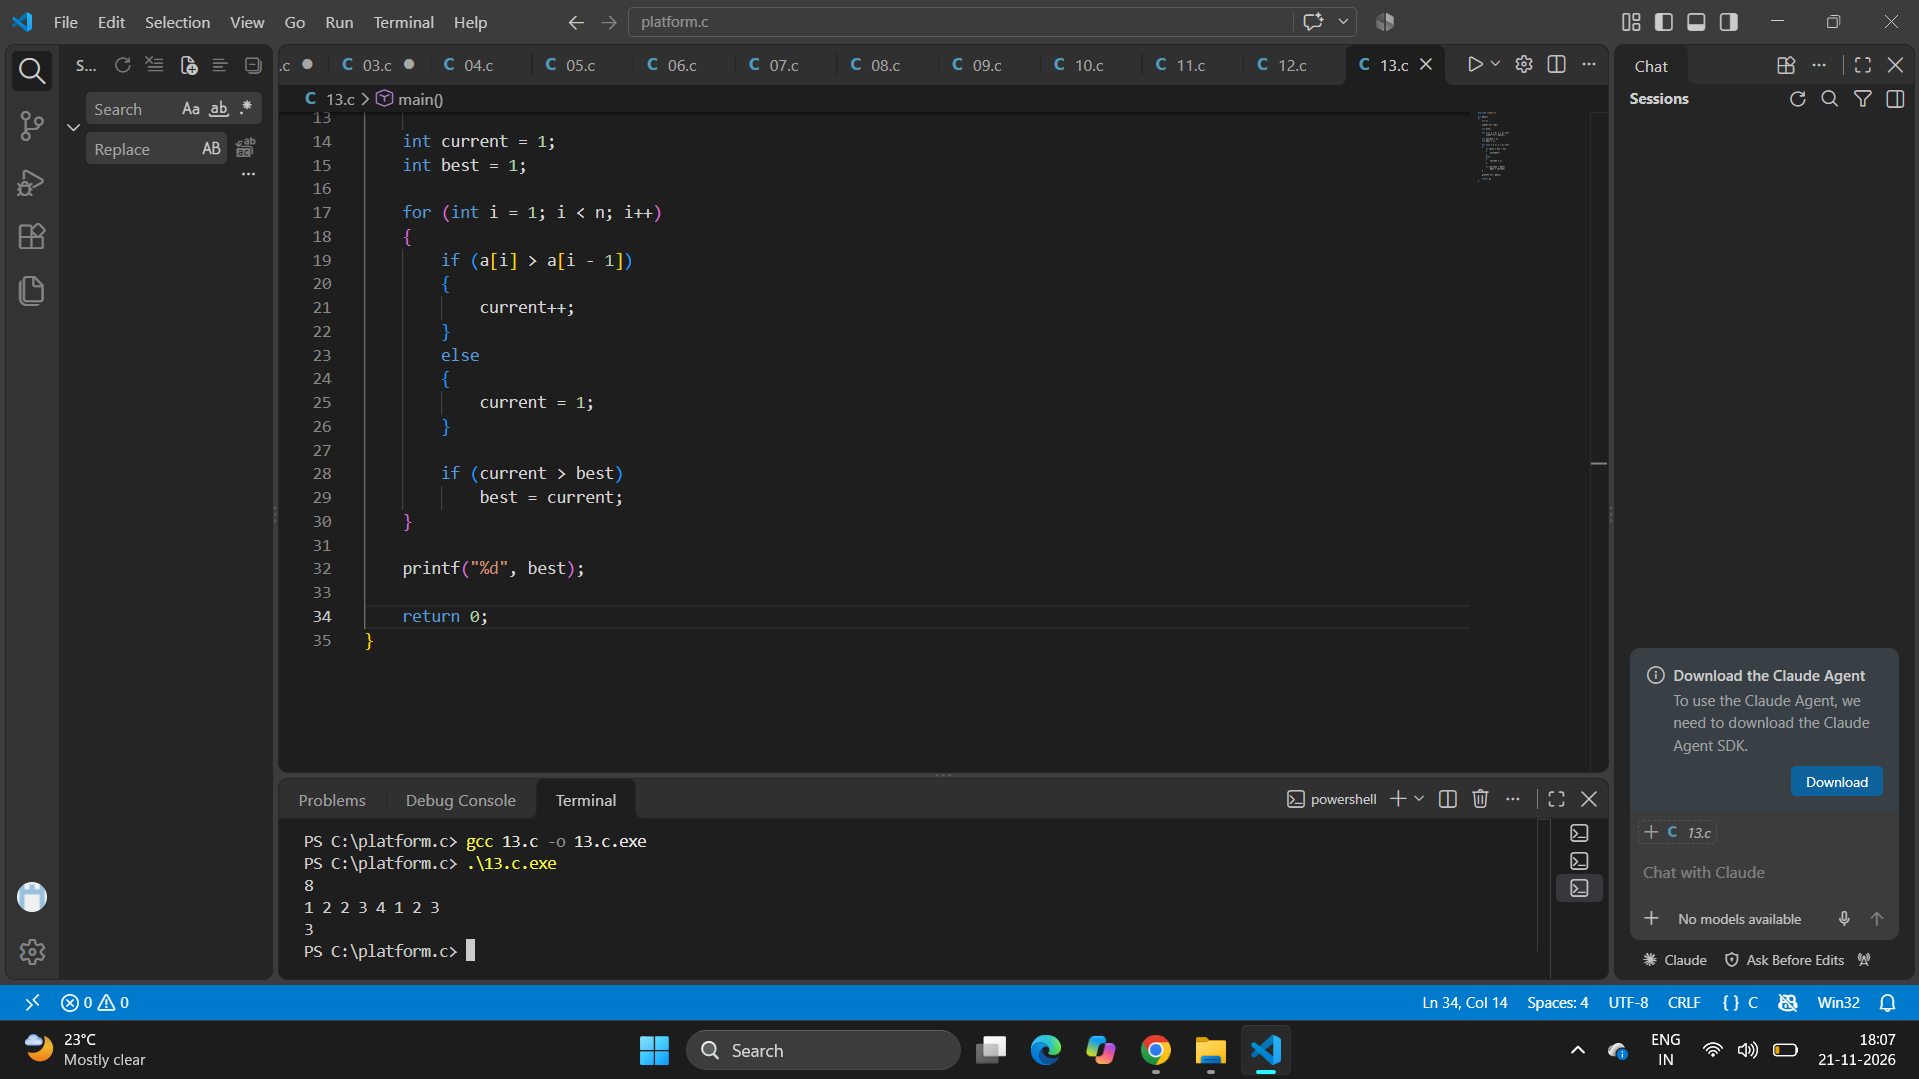 File Edit Selection View Go Run Terminal Help
platform.c
S...
Search Aa ab .*
Replace AB
.c 03.c 04.c 05.c 06.c 07.c 08.c 09.c 10.c 11.c 12.c 13.c
C 13.c > main()
13
14 int current = 1;
15 int best = 1;
16
17 for (int i = 1; i < n; i++)
18 {
19 if (a[i] > a[i - 1])
20 {
21 current++;
22 }
23 else
24 {
25 current = 1;
26 }
27
28 if (current > best)
29 best = current;
30 }
31
32 printf("%d", best);
33
34 return 0;
35 }
Problems Debug Console Terminal
powershell
PS C:\platform.c> gcc 13.c -o 13.c.exe
PS C:\platform.c> .\13.c.exe
8
1 2 2 3 4 1 2 3
3
PS C:\platform.c>
Chat
Sessions
Download the Claude Agent
To use the Claude Agent, we
need to download the Claude
Agent SDK.
Download
C 13.c
Chat with Claude
No models available
Claude Ask Before Edits
0 0
Ln 34, Col 14 Spaces: 4 UTF-8 CRLF {} C Win32
23°C
Mostly clear
Search
ENG
IN
18:07
21-11-2026